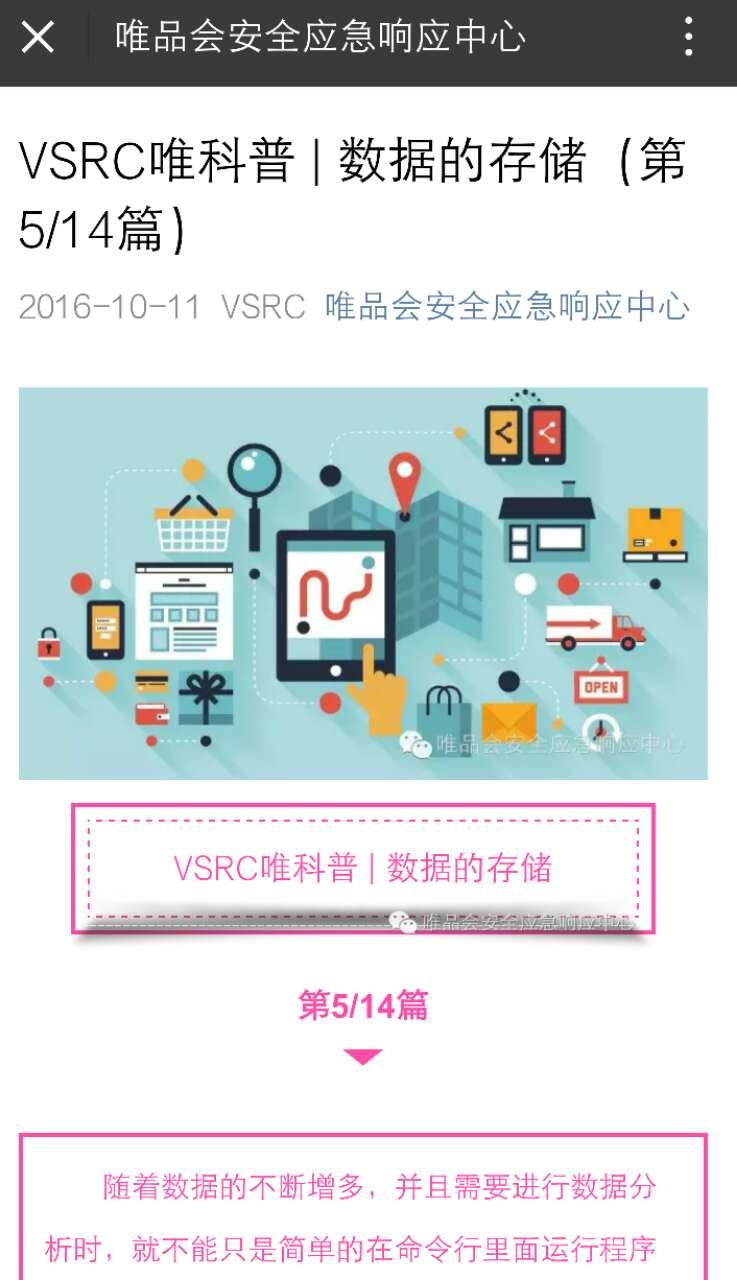 唯品会安全应急响应中心
VSRC唯科普 | 数据的存储（第
5/14篇）
2016-10-11 VSRC 唯品会安全应急响应中心
OPEN
唯品会安全应急响应中心
VSRC唯科普 | 数据的存储
唯品会安全应急响应中心
第5/14篇
随着数据的不断增多，并且需要进行数据分
析时，就不能只是简单的在命令行里面运行程序